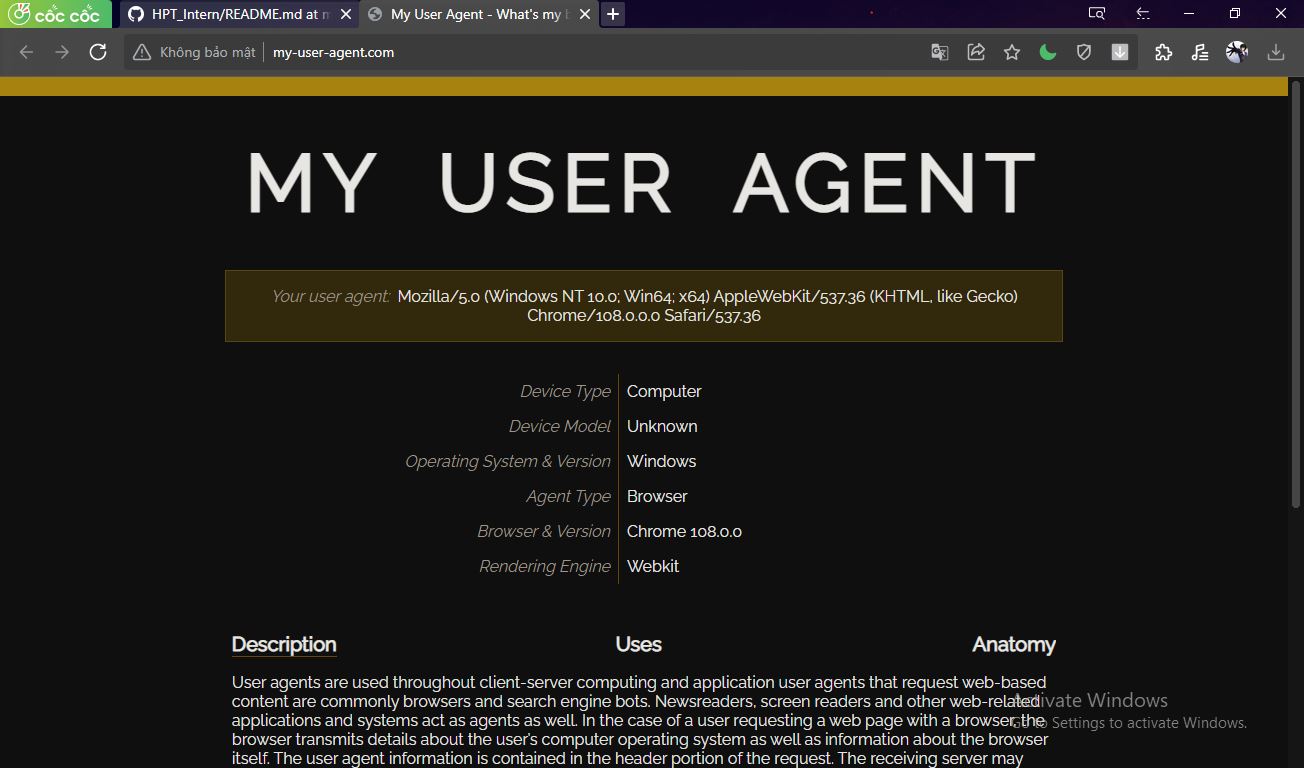 cốc cốc
HPT_Intern/README.md at m
My User Agent - What's my b
Không bảo mật
my-user-agent.com
MY USER AGENT
Your user agent: Mozilla/5.0 (Windows NT 10.0; Win64; x64) AppleWebKit/537.36 (KHTML, like Gecko)
Chrome/108.0.0.0 Safari/537.36
Device Type Computer
Device Model Unknown
Operating System & Version Windows
Agent Type Browser
Browser & Version Chrome 108.0.0
Rendering Engine Webkit
Description Uses Anatomy
User agents are used throughout client-server computing and application user agents that request web-based
content are commonly browsers and search engine bots. Newsreaders, screen readers and other web-related
applications and systems act as agents as well. In the case of a user requesting a web page with a browser, the
browser transmits details about the user's computer operating system as well as information about the browser
itself. The user agent information is contained in the header portion of the request. The receiving server may
Activate Windows
Go to Settings to activate Windows.